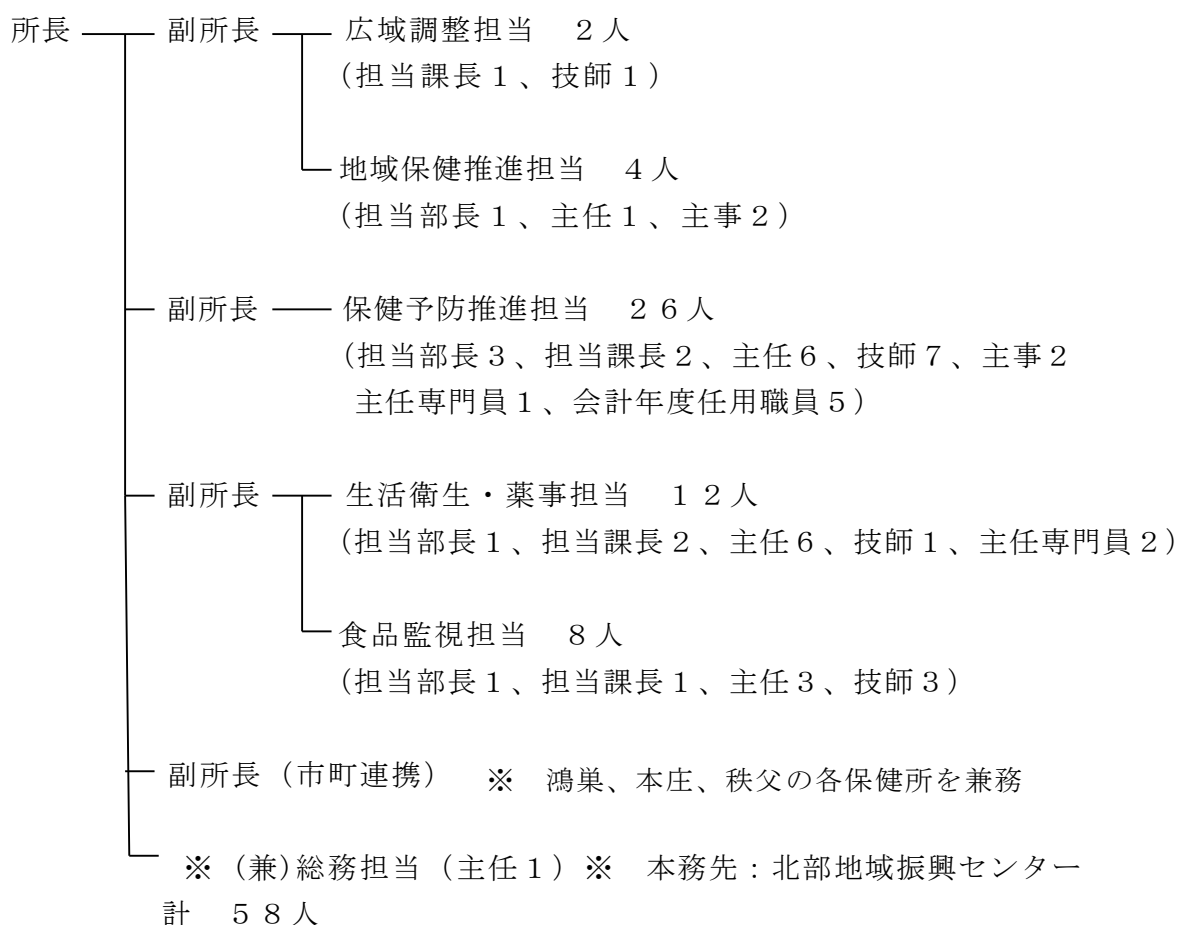 所長 副所長 広域調整担当　２人
（担当課長１、技師１）
地域保健推進担当　４人
（担当部長１、主任１、主事２）
副所長 保健予防推進担当　２６人
（担当部長３、担当課長２、主任６、技師７、主事２
主任専門員１、会計年度任用職員５）
副所長 生活衛生・薬事担当　１２人
（担当部長１、担当課長２、主任６、技師１、主任専門員２）
食品監視担当　８人
（担当部長１、担当課長１、主任３、技師３）
副所長（市町連携）　※　鴻巣、本庄、秩父の各保健所を兼務
※（兼）総務担当（主任１）※　本務先：北部地域振興センター
計　５８人